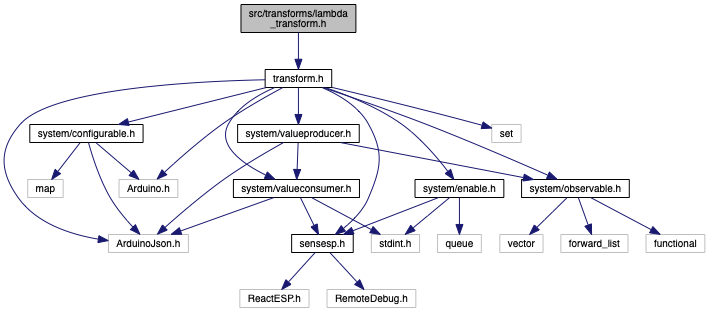 src/transforms/lambda
_transform.h
transform.h
system/configurable.h
system/valueproducer.h
set
map
Arduino.h
system/valueconsumer.h
system/enable.h
system/observable.h
ArduinoJson.h
sensesp.h
stdint.h
queue
vector
forward_list
functional
ReactESP.h
RemoteDebug.h